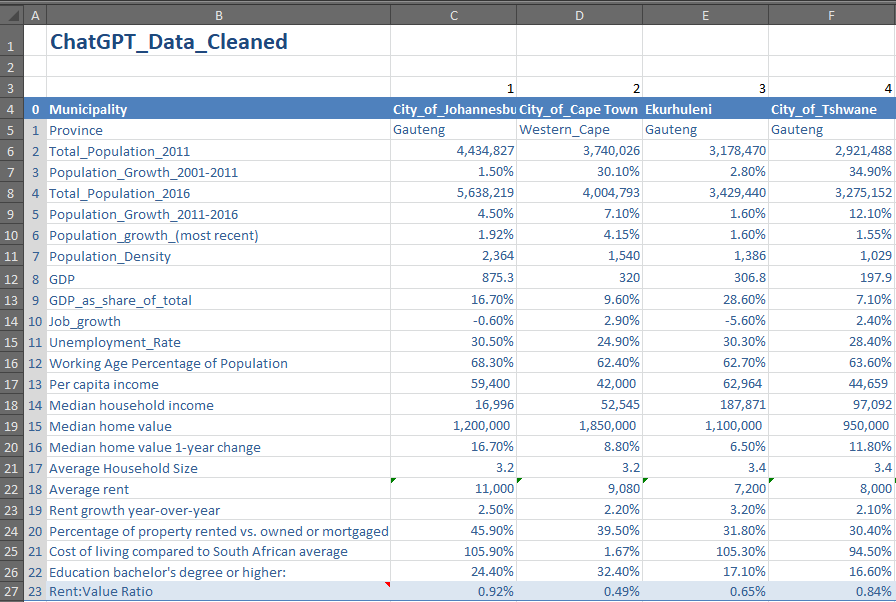 A B C D E F
1 ChatGPT_Data_Cleaned
2
3 1 2 3 4
4 0 Municipality City_of_Johannesbu City_of_Cape Town Ekurhuleni City_of_Tshwane
5 1 Province Gauteng Western_Cape Gauteng Gauteng
6 2 Total_Population_2011 4,434,827 3,740,026 3,178,470 2,921,488
7 3 Population_Growth_2001-2011 1.50% 30.10% 2.80% 34.90%
8 4 Total_Population_2016 5,638,219 4,004,793 3,429,440 3,275,152
9 5 Population_Growth_2011-2016 4.50% 7.10% 1.60% 12.10%
10 6 Population_growth_(most recent) 1.92% 4.15% 1.60% 1.55%
11 7 Population_Density 2,364 1,540 1,386 1,029
12 8 GDP 875.3 320 306.8 197.9
13 9 GDP_as_share_of_total 16.70% 9.60% 28.60% 7.10%
14 10 Job_growth -0.60% 2.90% -5.60% 2.40%
15 11 Unemployment_Rate 30.50% 24.90% 30.30% 28.40%
16 12 Working Age Percentage of Population 68.30% 62.40% 62.70% 63.60%
17 13 Per capita income 59,400 42,000 62,964 44,659
18 14 Median household income 16,996 52,545 187,871 97,092
19 15 Median home value 1,200,000 1,850,000 1,100,000 950,000
20 16 Median home value 1-year change 16.70% 8.80% 6.50% 11.80%
21 17 Average Household Size 3.2 3.2 3.4 3.4
22 18 Average rent 11,000 9,080 7,200 8,000
23 19 Rent growth year-over-year 2.50% 2.20% 3.20% 2.10%
24 20 Percentage of property rented vs. owned or mortgaged 45.90% 39.50% 31.80% 30.40%
25 21 Cost of living compared to South African average 105.90% 1.67% 105.30% 94.50%
26 22 Education bachelor's degree or higher: 24.40% 32.40% 17.10% 16.60%
27 23 Rent:Value Ratio 0.92% 0.49% 0.65% 0.84%